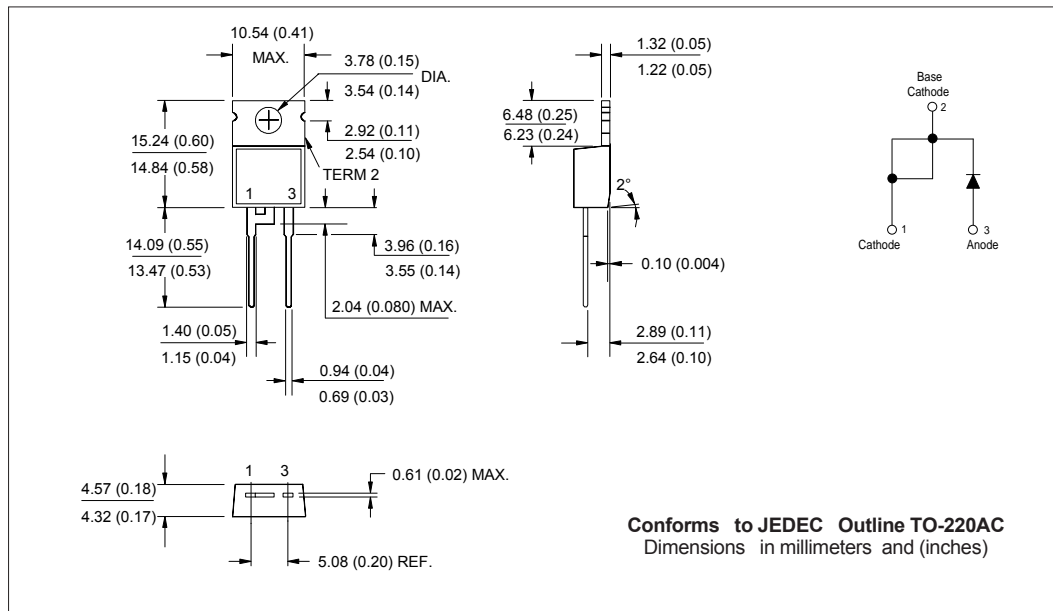 10.54 (0.41)
MAX.
3.78 (0.15)
3.54 (0.14)
DIA.
2.92 (0.11)
2.54 (0.10)
TERM 2
15.24 (0.60)
14.84 (0.58)
1 3
14.09 (0.55)
13.47 (0.53)
3.96 (0.16)
3.55 (0.14)
2.04 (0.080) MAX.
1.40 (0.05)
1.15 (0.04)
0.94 (0.04)
0.69 (0.03)
1.32 (0.05)
1.22 (0.05)
6.48 (0.25)
6.23 (0.24)
2°
0.10 (0.004)
2.89 (0.11)
2.64 (0.10)
Base
Cathode
2
1
Cathode
3
Anode
1 3
4.57 (0.18)
4.32 (0.17)
0.61 (0.02) MAX.
5.08 (0.20) REF.
Conforms to JEDEC Outline TO-220AC
Dimensions in millimeters and (inches)